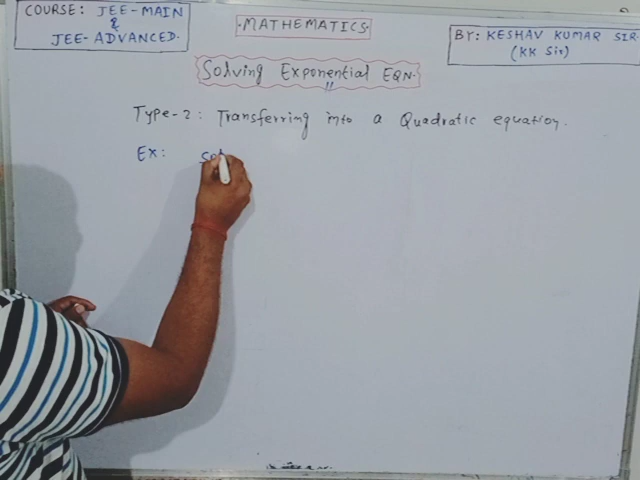 COURSE: JEE-MAIN
&
JEE-ADVANCED.
.MATHEMATICS.
BY: KESHAV KUMAR SIR.
(KK Sir)
Solving Exponential EQN.
Type-2: Transferring into a Quadratic equation.
Ex: